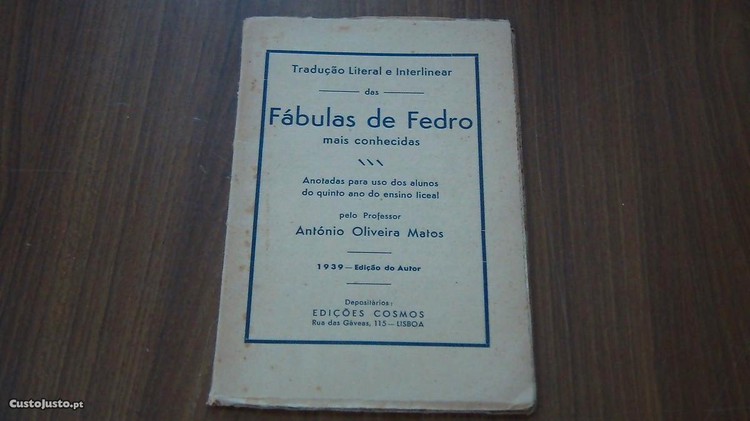 Tradução Literal e Interlinear
das
Fábulas de Fedro
mais conhecidas
Anotadas para uso dos alunos
do quinto ano do ensino liceal
pelo Professor
António Oliveira Matos
1939 — Edição do Autor
Depositários:
EDIÇÕES COSMOS
Rua das Gáveas, 115 — LISBOA
CustoJusto.pt